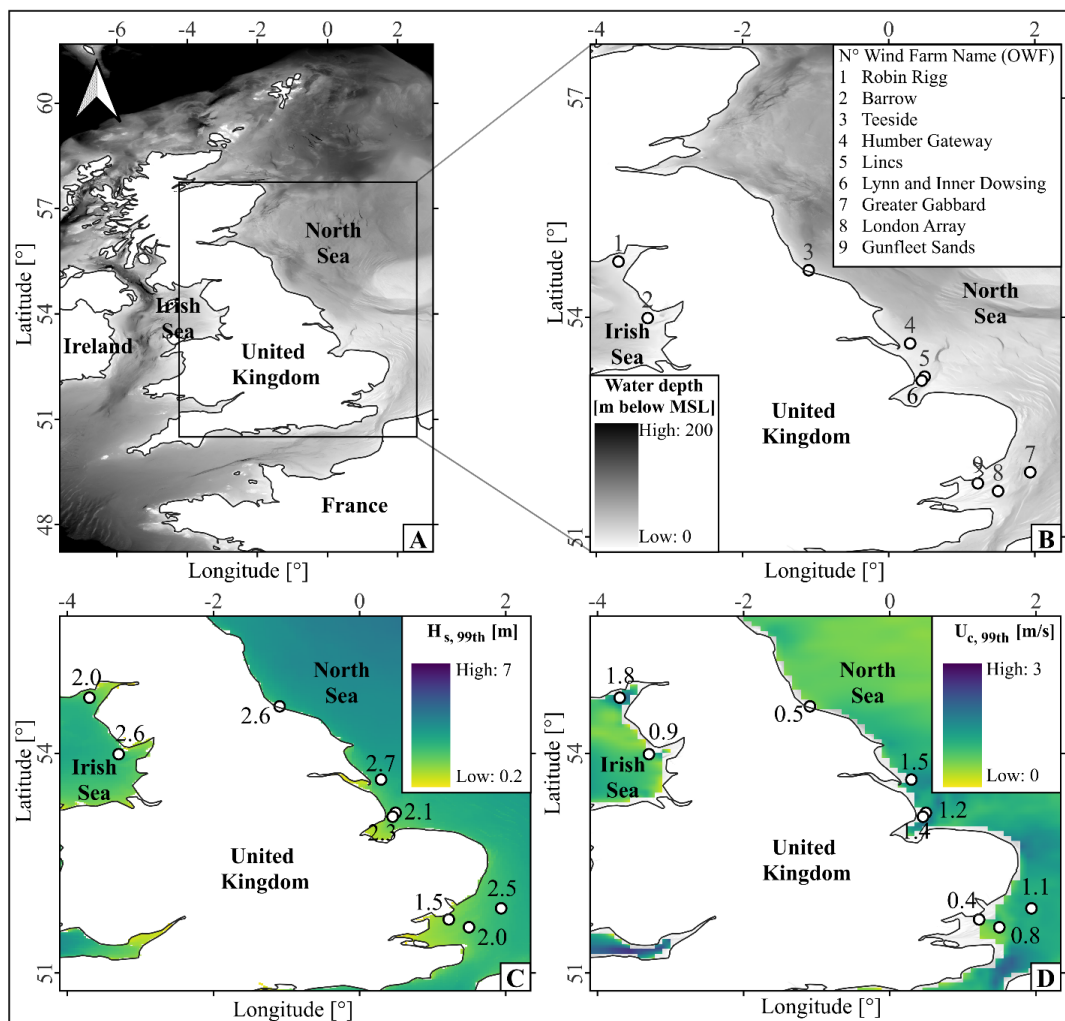 -6 -4 -2 0 2
60
57
54
51
48
Latitude [°]
North
Sea
Irish
Sea
Ireland
United
Kingdom
France
A
Longitude [°]
-4 -2 0 2
57
54
51
Latitude [°]
N° Wind Farm Name (OWF)
1 Robin Rigg
2 Barrow
3 Teeside
4 Humber Gateway
5 Lincs
6 Lynn and Inner Dowsing
7 Greater Gabbard
8 London Array
9 Gunfleet Sands
1
3
2
North
Sea
Irish
Sea
4
5
6
Water depth
[m below MSL]
High: 200
Low: 0
United
Kingdom
7
9
8
B
Longitude [°]
-4 -2 0 2
54
51
Latitude [°]
Hs, 99th [m]
High: 7
Low: 0.2
North
Sea
2.0
2.6
2.6
Irish
Sea
2.7
2.1
2.3
United
Kingdom
2.5
1.5
2.0
C
Longitude [°]
-4 -2 0 2
54
51
Latitude [°]
Uc, 99th [m/s]
High: 3
Low: 0
North
Sea
1.8
0.5
0.9
Irish
Sea
1.5
1.2
1.4
United
Kingdom
1.1
0.4
0.8
D
Longitude [°]